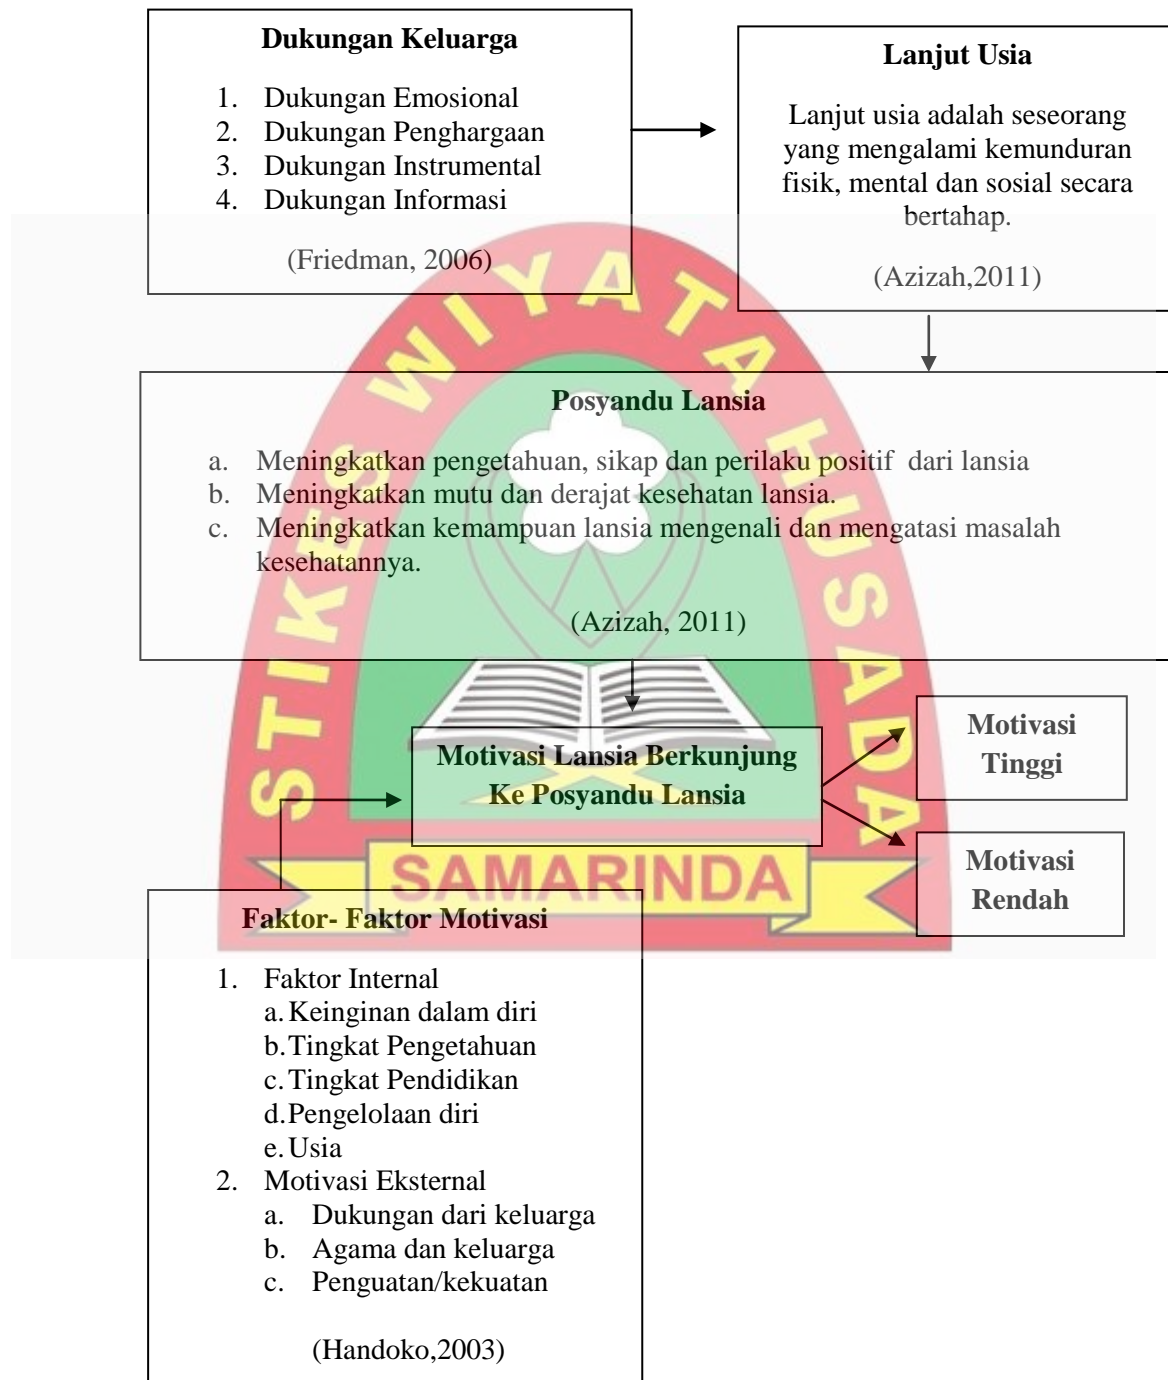 Dukungan Keluarga
1. Dukungan Emosional
2. Dukungan Penghargaan
3. Dukungan Instrumental
4. Dukungan Informasi
(Friedman, 2006)
Lanjut Usia
Lanjut usia adalah seseorang
yang mengalami kemunduran
fisik, mental dan sosial secara
bertahap.
(Azizah,2011)
Posyandu Lansia
a. Meningkatkan pengetahuan, sikap dan perilaku positif dari lansia
b. Meningkatkan mutu dan derajat kesehatan lansia.
c. Meningkatkan kemampuan lansia mengenali dan mengatasi masalah
kesehatannya.
(Azizah, 2011)
Motivasi Lansia Berkunjung
Ke Posyandu Lansia
Motivasi
Tinggi
Motivasi
Rendah
Faktor- Faktor Motivasi
1. Faktor Internal
a. Keinginan dalam diri
b. Tingkat Pengetahuan
c. Tingkat Pendidikan
d. Pengelolaan diri
e. Usia
2. Motivasi Eksternal
a. Dukungan dari keluarga
b. Agama dan keluarga
c. Penguatan/kekuatan
(Handoko,2003)
STIKES WIYATA HUSADA
SAMARINDA